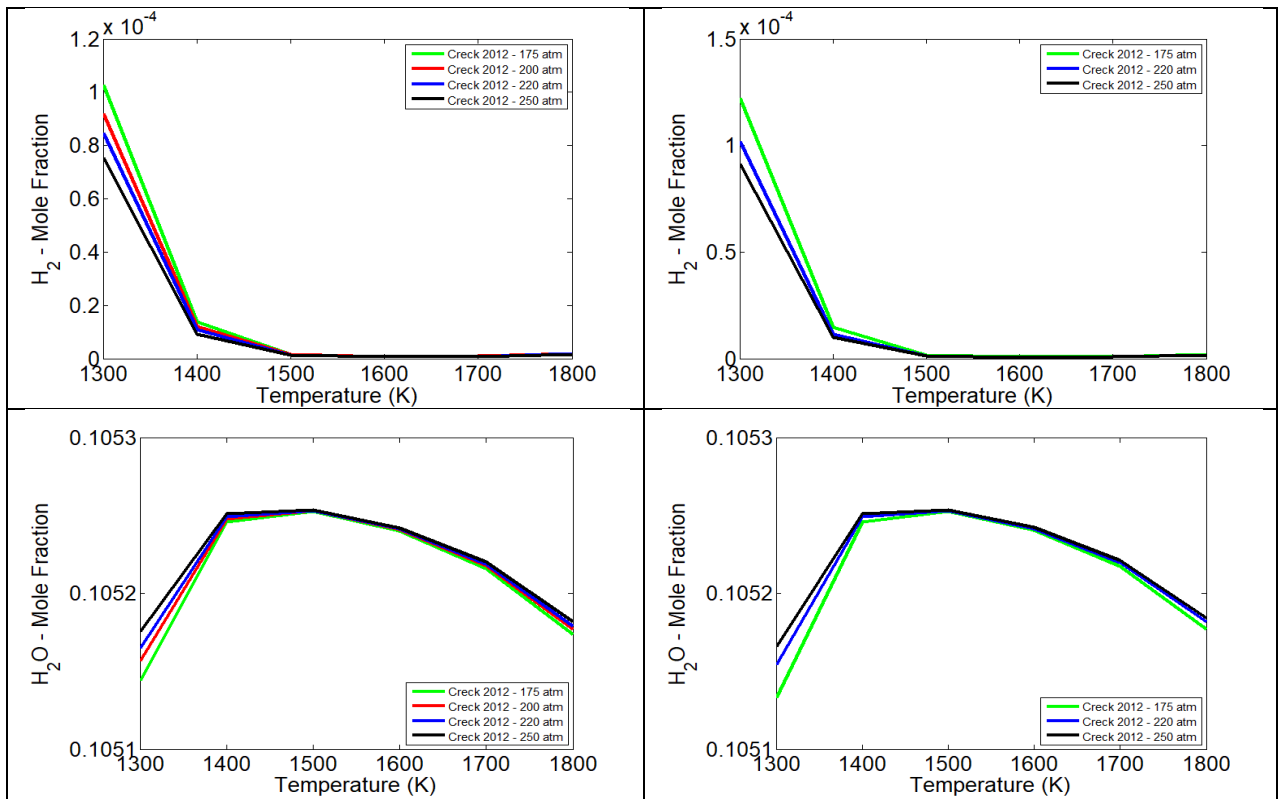 x 10⁻⁴
1.2
1
0.8
0.6
0.4
0.2
0
H₂ - Mole Fraction
Creck 2012 - 175 atm
Creck 2012 - 200 atm
Creck 2012 - 220 atm
Creck 2012 - 250 atm
1300 1400 1500 1600 1700 1800
Temperature (K)
x 10⁻⁴
1.5
1
0.5
0
H₂ - Mole Fraction
Creck 2012 - 175 atm
Creck 2012 - 220 atm
Creck 2012 - 250 atm
1300 1400 1500 1600 1700 1800
Temperature (K)
0.1053
0.1052
0.1051
H₂O - Mole Fraction
Creck 2012 - 175 atm
Creck 2012 - 200 atm
Creck 2012 - 220 atm
Creck 2012 - 250 atm
1300 1400 1500 1600 1700 1800
Temperature (K)
0.1053
0.1052
0.1051
H₂O - Mole Fraction
Creck 2012 - 175 atm
Creck 2012 - 220 atm
Creck 2012 - 250 atm
1300 1400 1500 1600 1700 1800
Temperature (K)